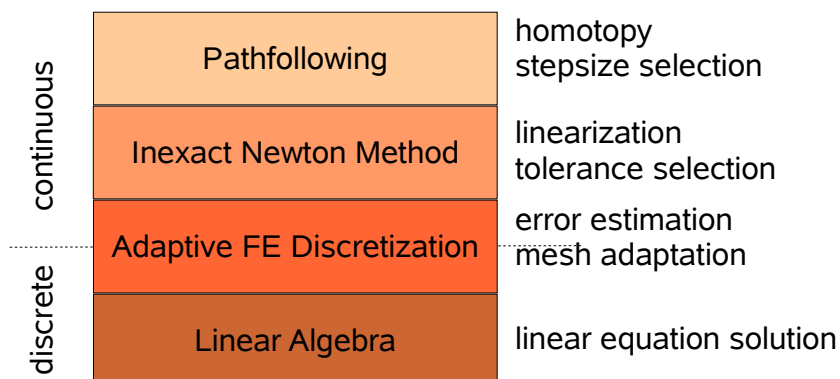 continuous
Pathfollowing
homotopy
stepsize selection
Inexact Newton Method
linearization
tolerance selection
Adaptive FE Discretization
error estimation
mesh adaptation
discrete
Linear Algebra
linear equation solution